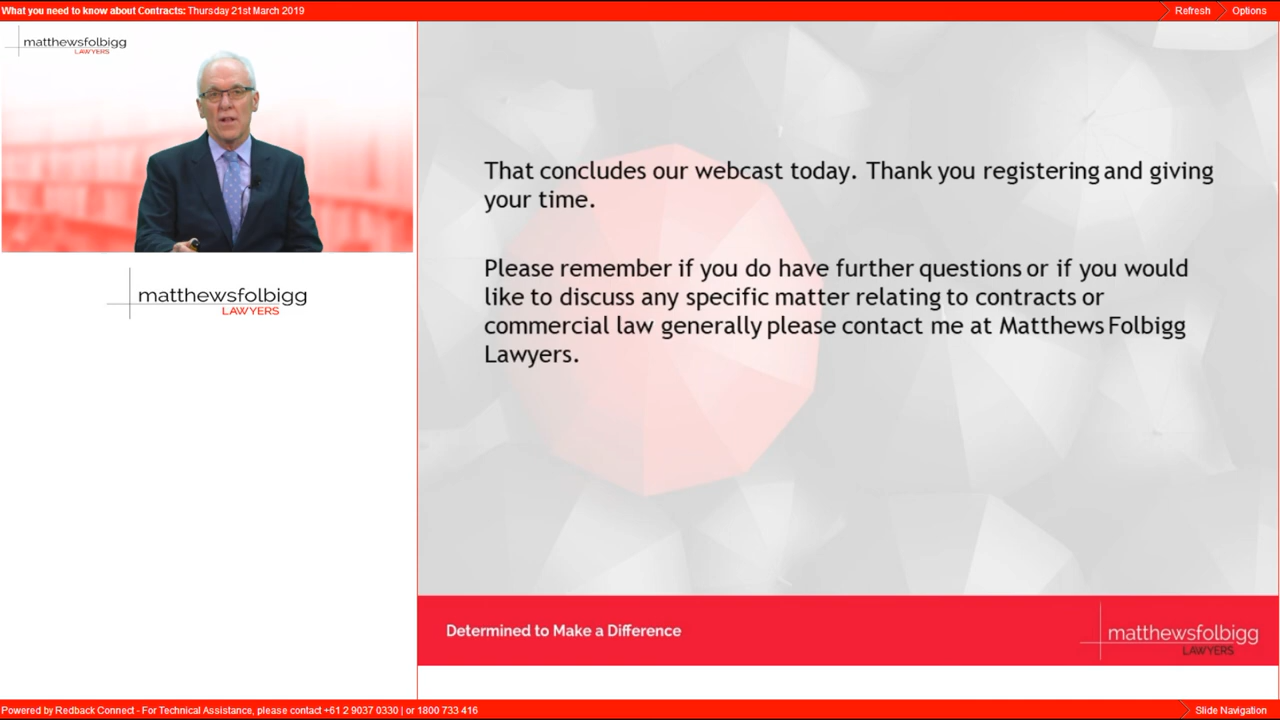 What you need to know about Contracts: Thursday 21st March 2019
Refresh
Options
matthewsfolbigg
LAWYERS
matthewsfolbigg
LAWYERS
That concludes our webcast today. Thank you registering and giving
your time.
Please remember if you do have further questions or if you would
like to discuss any specific matter relating to contracts or
commercial law generally please contact me at Matthews Folbigg
Lawyers.
Determined to Make a Difference
matthewsfolbigg
LAWYERS
Powered by Redback Connect - For Technical Assistance, please contact +61 2 9037 0330 | or 1800 733 416
Slide Navigation